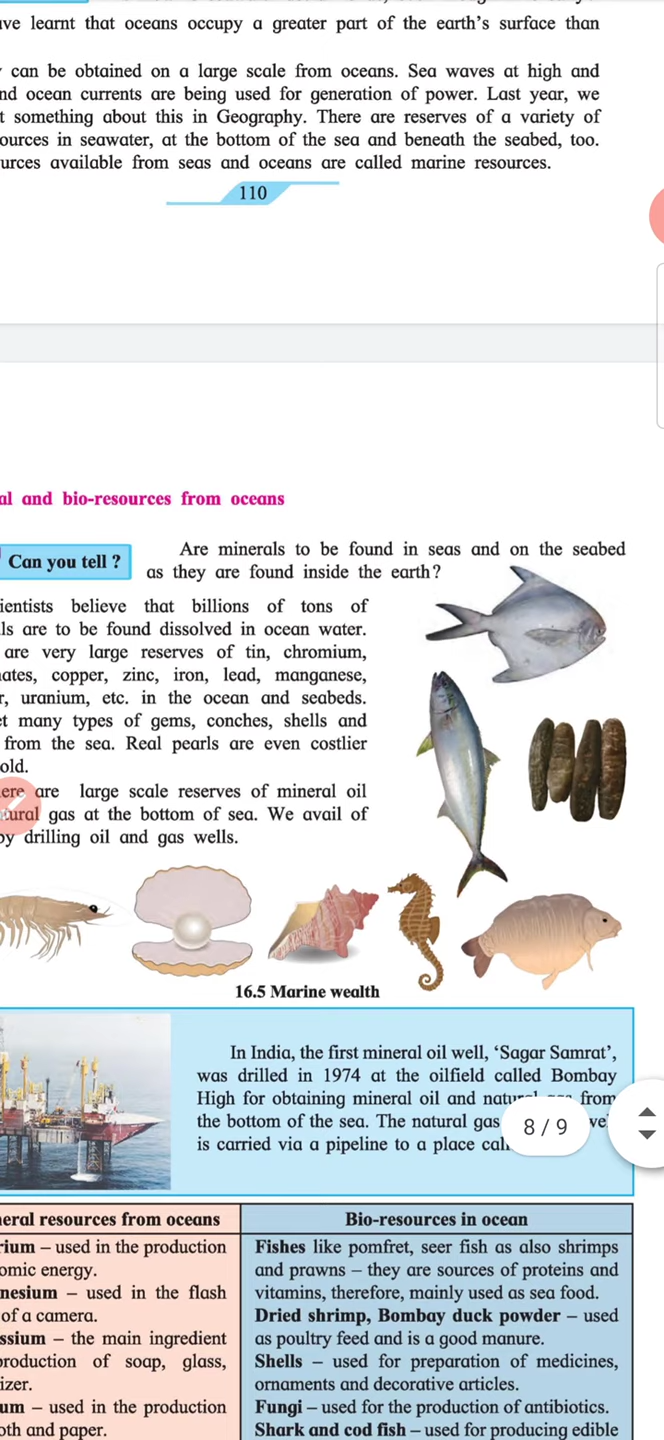 ve learnt that oceans occupy a greater part of the earth's surface than
can be obtained on a large scale from oceans. Sea waves at high and
nd ocean currents are being used for generation of power. Last year, we
t something about this in Geography. There are reserves of a variety of
ources in seawater, at the bottom of the sea and beneath the seabed, too.
urces available from seas and oceans are called marine resources.
110
al and bio-resources from oceans
Can you tell ?
Are minerals to be found in seas and on the seabed
as they are found inside the earth?
ientists believe that billions of tons of
ls are to be found dissolved in ocean water.
are very large reserves of tin, chromium,
ates, copper, zinc, iron, lead, manganese,
r, uranium, etc. in the ocean and seabeds.
t many types of gems, conches, shells and
from the sea. Real pearls are even costlier
old.
ere are large scale reserves of mineral oil
tural gas at the bottom of sea. We avail of
by drilling oil and gas wells.
16.5 Marine wealth
In India, the first mineral oil well, ‘Sagar Samrat’,
was drilled in 1974 at the oilfield called Bombay
High for obtaining mineral oil and from
the bottom of the sea. The natural gas
is carried via a pipeline to a place
8 / 9
eral resources from oceans
rium – used in the production
omic energy.
nesium – used in the flash
of a camera.
ssium – the main ingredient
production of soap, glass,
izer.
um – used in the production
oth and paper.
Bio-resources in ocean
Fishes like pomfret, seer fish as also shrimps
and prawns – they are sources of proteins and
vitamins, therefore, mainly used as sea food.
Dried shrimp, Bombay duck powder – used
as poultry feed and is a good manure.
Shells – used for preparation of medicines,
ornaments and decorative articles.
Fungi – used for the production of antibiotics.
Shark and cod fish – used for producing edible